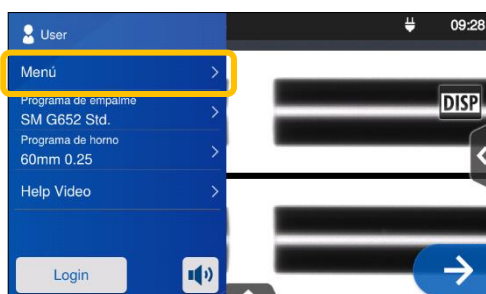 User
09:28
Menú
Programa de empalme
SM G652 Std.
DISP
Programa de horno
60mm 0.25
Help Video
Login